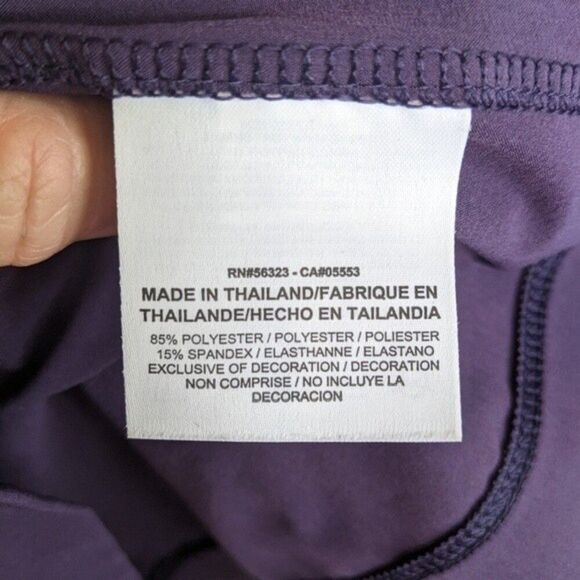 RN#56323 - CA#05553
MADE IN THAILAND/FABRIQUE EN
THAILANDE/HECHO EN TAILANDIA
85% POLYESTER / POLYESTER / POLIESTER
15% SPANDEX / ELASTHANNE / ELASTANO
EXCLUSIVE OF DECORATION / DECORATION
NON COMPRISE / NO INCLUYE LA
DECORACION